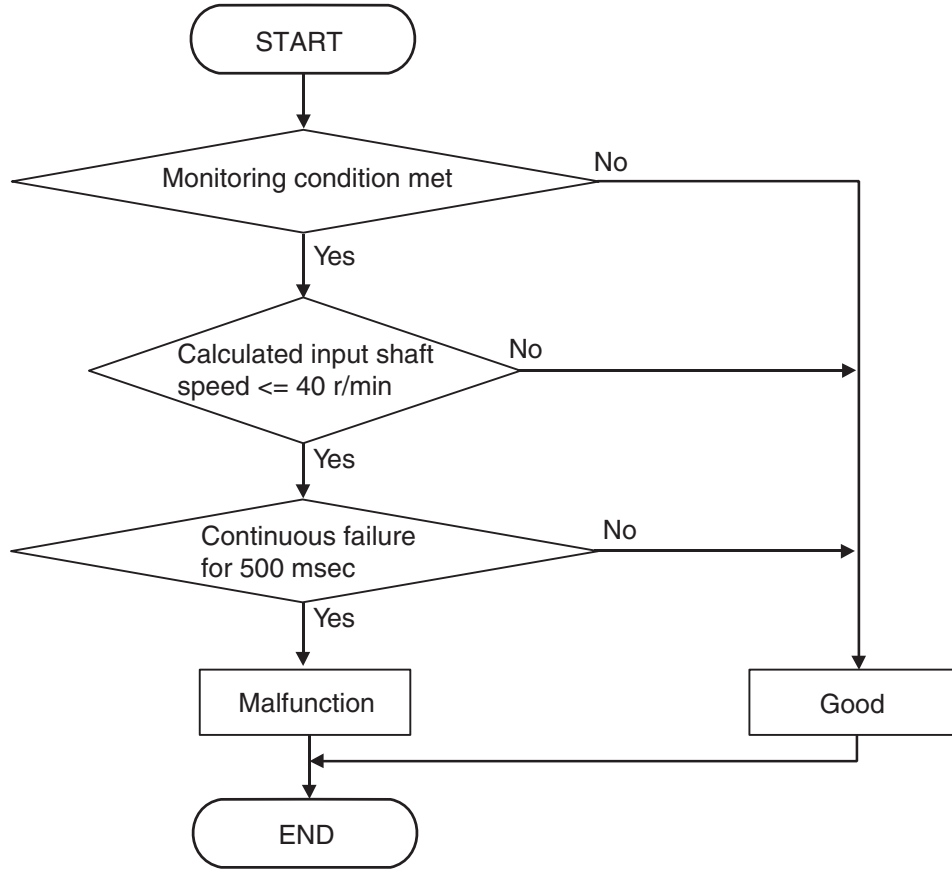 START
Monitoring condition met
No
Yes
Calculated input shaft
speed <= 40 r/min
No
Yes
Continuous failure
for 500 msec
No
Yes
Malfunction
Good
END